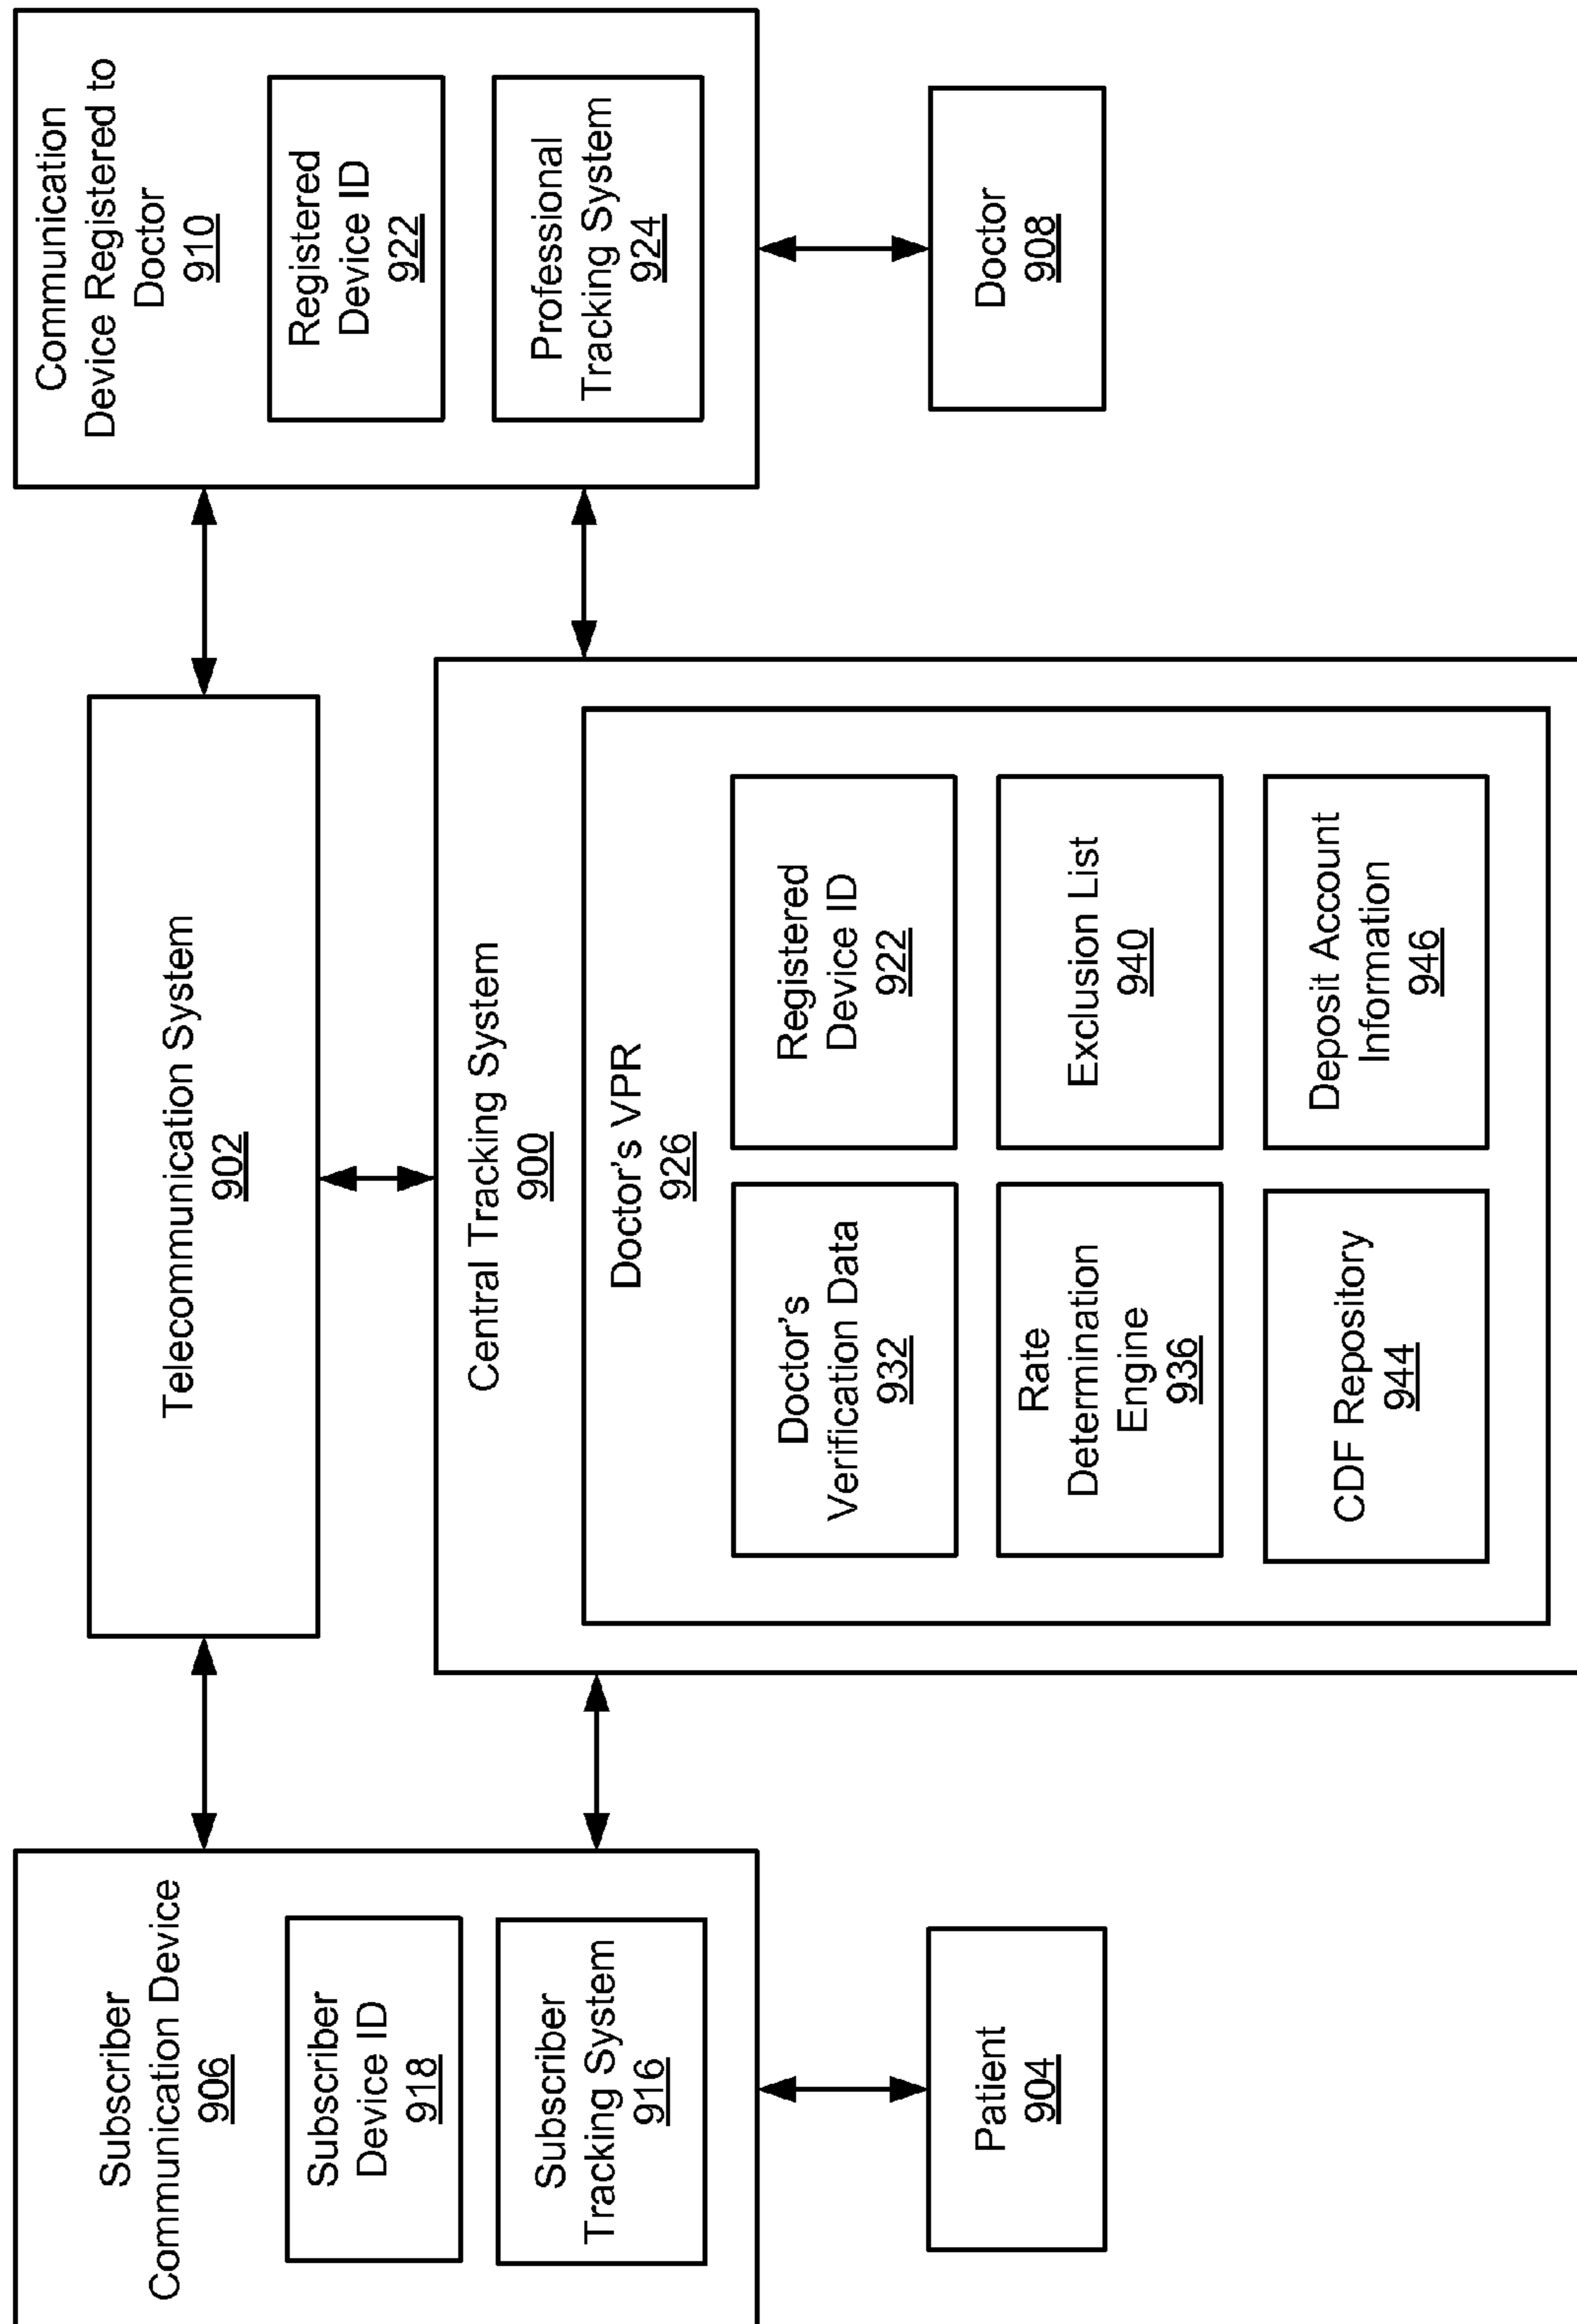 Subscriber
Communication Device
906
Subscriber
Device ID
918
Subscriber
Tracking System
916
Patient
904
Telecommunication System
902
Central Tracking System
900
Doctor's VPR
926
Doctor's
Verification Data
932
Registered
Device ID
922
Rate
Determination
Engine
936
Exclusion List
940
CDF Repository
944
Deposit Account
Information
946
Communication
Device Registered to
Doctor
910
Registered
Device ID
922
Professional
Tracking System
924
Doctor
908